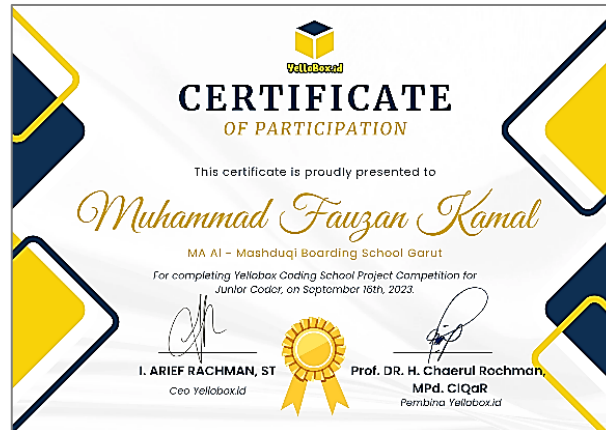 YelloBox.id
CERTIFICATE
OF PARTICIPATION
This certificate is proudly presented to
Muhammad Fauzan Kamal
MA Al - Mashduqi Boarding School Garut
For completing Yellobox Coding School Project Competition for
Junior Coder, on September 16th, 2023.
I. ARIEF RACHMAN, ST
Ceo Yellobox.id
Prof. DR. H. Chaerul Rochman,
MPd. CIQaR
Pembina Yellobox.id